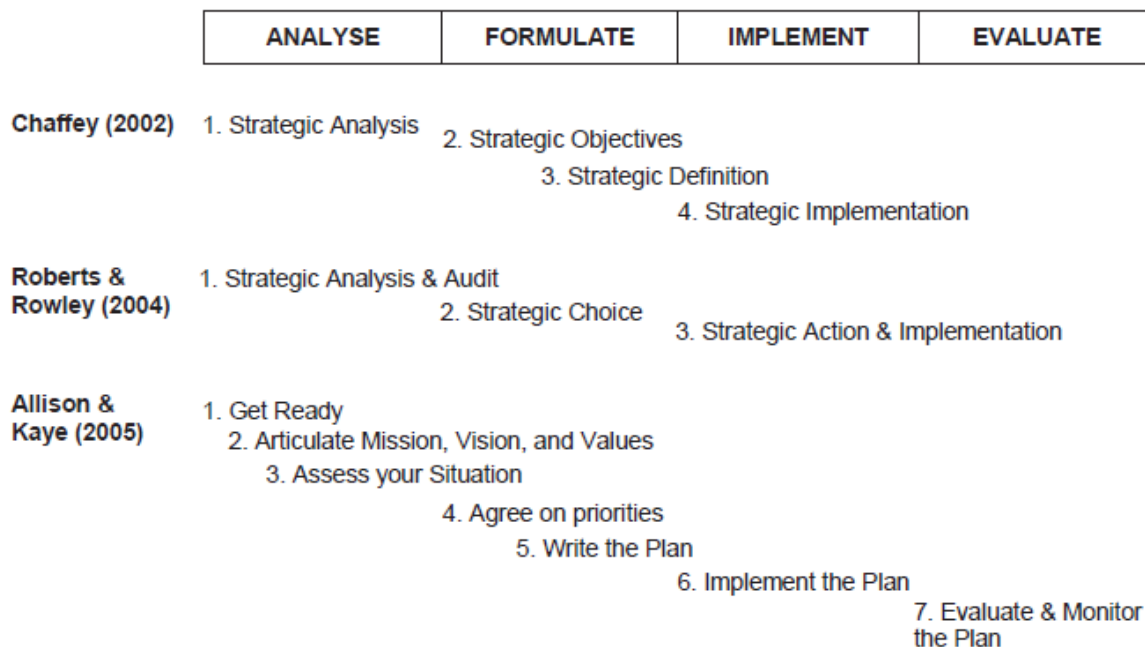 ANALYSE FORMULATE IMPLEMENT EVALUATE
Chaffey (2002) 1. Strategic Analysis
2. Strategic Objectives
3. Strategic Definition
4. Strategic Implementation
Roberts &
Rowley (2004)
1. Strategic Analysis & Audit
2. Strategic Choice
3. Strategic Action & Implementation
Allison &
Kaye (2005)
1. Get Ready
2. Articulate Mission, Vision, and Values
3. Assess your Situation
4. Agree on priorities
5. Write the Plan
6. Implement the Plan
7. Evaluate & Monitor
the Plan